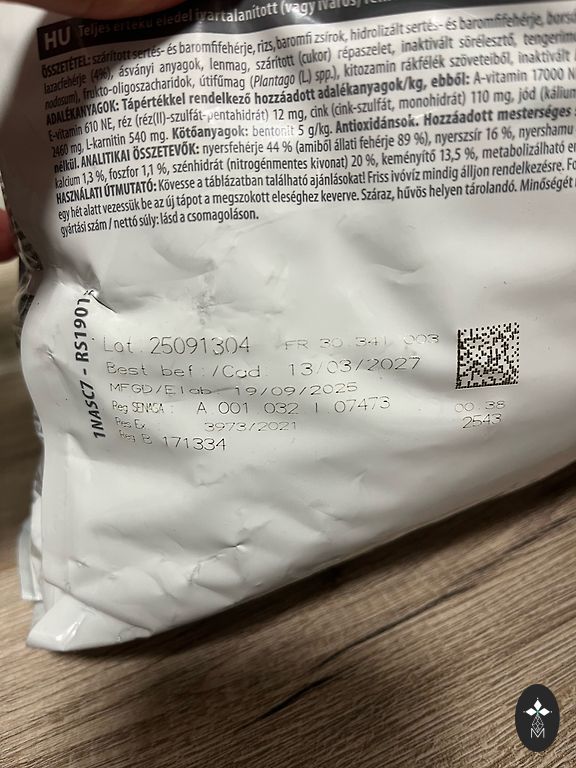 HU Teljes értékű eledel ivartalanított (vagy
ÖSSZETÉTEL: szárított sertés- és baromfifehérje, rizs, baromfi zsírok, hidrolizált sertés- és baromfifehérje,
lazacfehérje (4%), ásványi anyagok, lenmag, szárított (cukor) répaszelet, inaktivált sörélesztő,
nodosum), frukto-oligoszacharidok, útifűmag (Plantago (L) spp.), kitozamin rákfélék szöveteiből, inaktivált
ADALÉKANYAGOK: Tápértékkel rendelkező hozzáadott adalékanyagok/kg, ebből: A-vitamin 17000
E-vitamin 610 NE, réz (réz(II)-szulfát-pentahidrát) 12 mg, cink (cink-szulfát, monohidrát) 110 mg, jód
2460 mg, L-karnitin 540 mg. Kötőanyagok: bentonit 5 g/kg. Antioxidánsok. Hozzáadott mesterséges
nélkül. ANALITIKAI ÖSSZETEVŐK: nyersfehérje 44 % (amiből állati fehérje 89 %), nyerszsír 16 %, nyershamu
kalcium 1,3 %, foszfor 1,1 %, szénhidrát (nitrogénmentes kivonat) 20 %, keményítő 13,5 %, metabolizálható
HASZNÁLATI ÚTMUTATÓ: Kövesse a táblázatban található ajánlásokat! Friss ivóvíz mindig álljon rendelkezésre.
egy hét alatt vezessük be az új tápot a megszokott eleséghez keverve. Száraz, hűvös helyen tárolandó. Minőségét
gyártási szám / nettó súly: lásd a csomagoláson.
1NASC7 - RS1901
Lot: 25091304 FR 30 341 003
Best bef :/Cad: 13/03/2027
MFGD/Elab: 19/09/2025
Reg SENASA: A 001 032 1 07473 00 38
Res Ex 3973/2021 2543
Reg B 171334
M